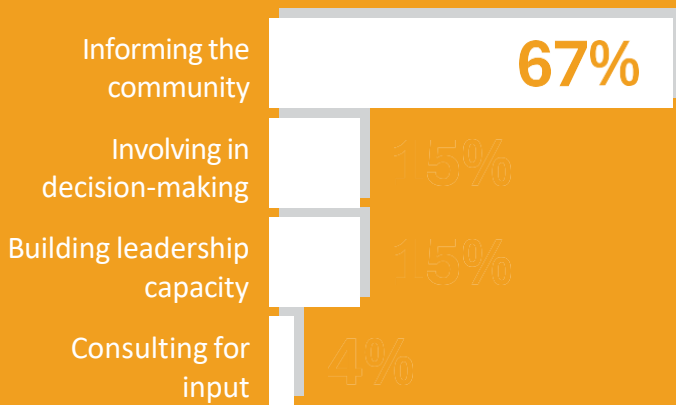 Informing the
community
67%
Involving in
decision-making
15%
Building leadership
capacity
15%
Consulting for
input
4%